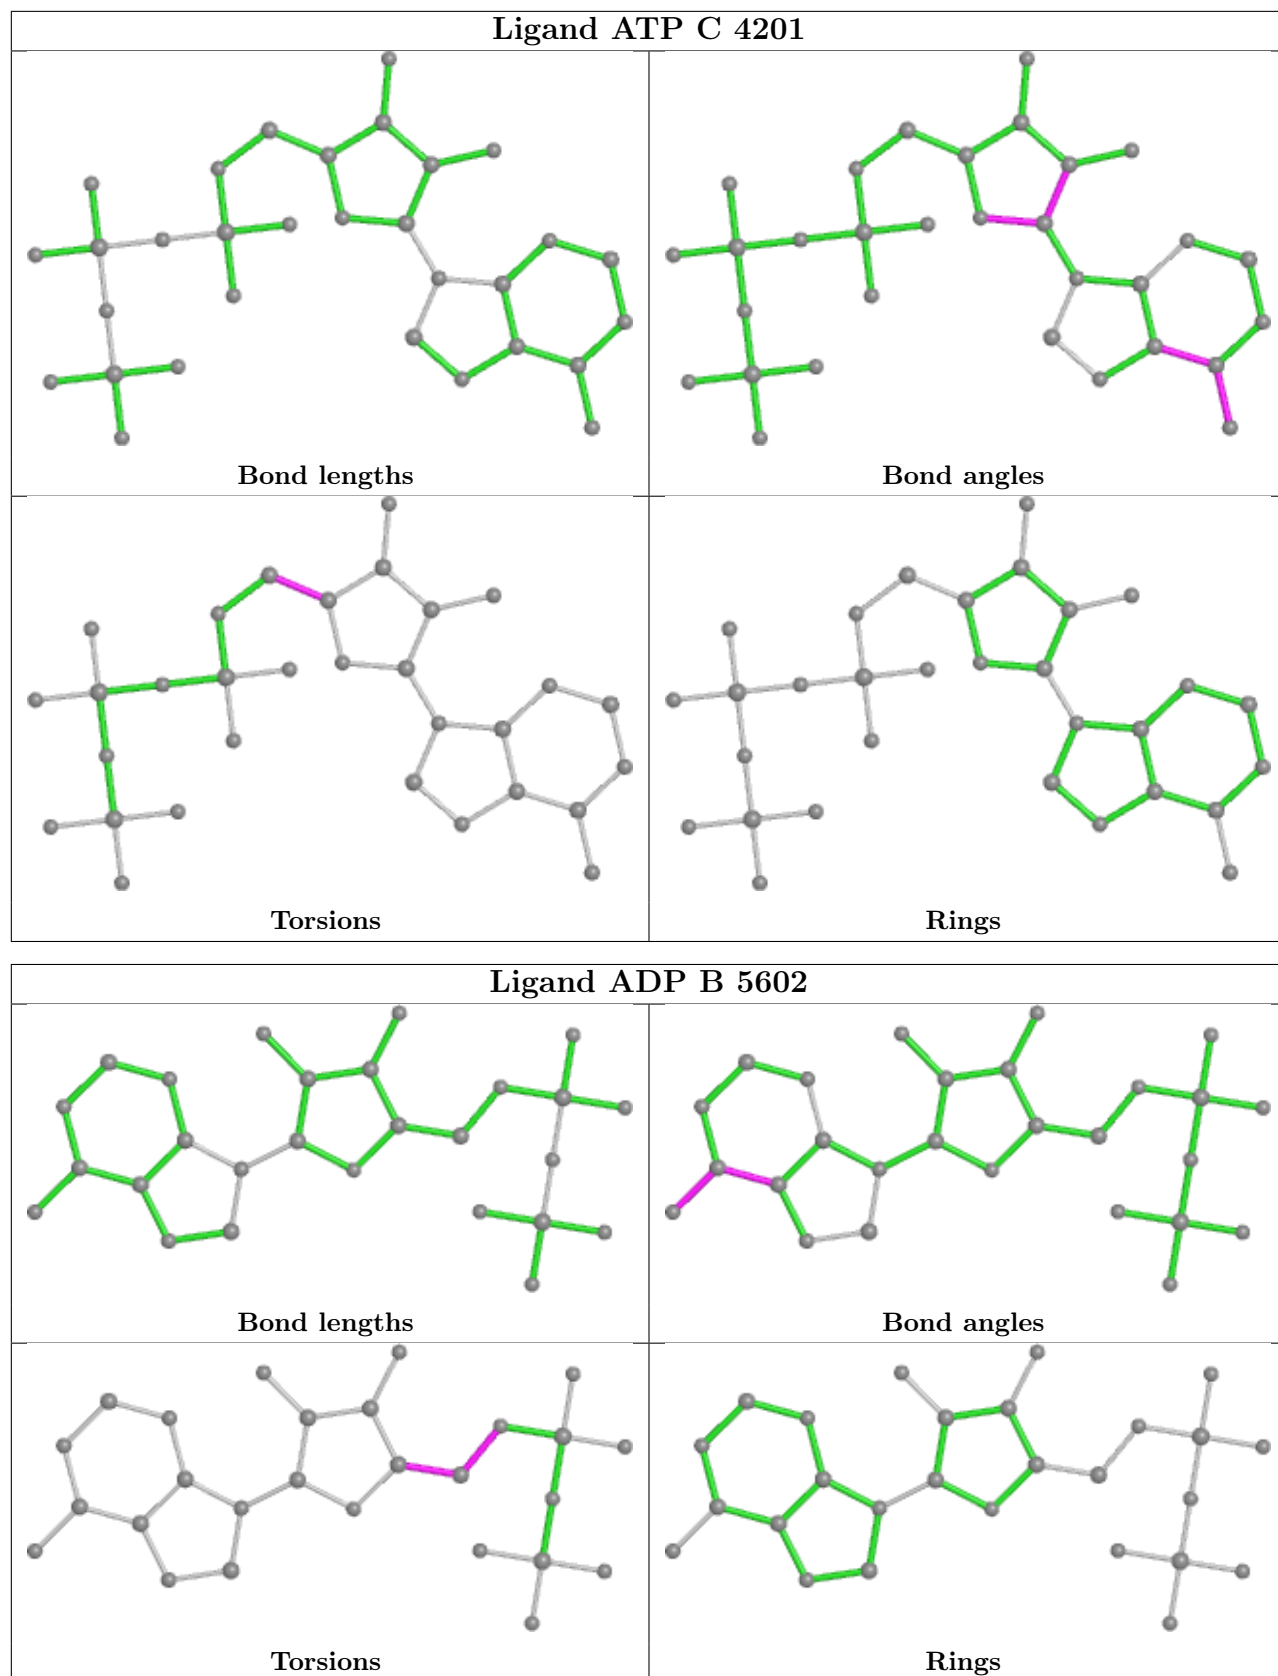 Ligand ATP C 4201
Bond lengths
Bond angles
Torsions
Rings
Ligand ADP B 5602
Bond lengths
Bond angles
Torsions
Rings